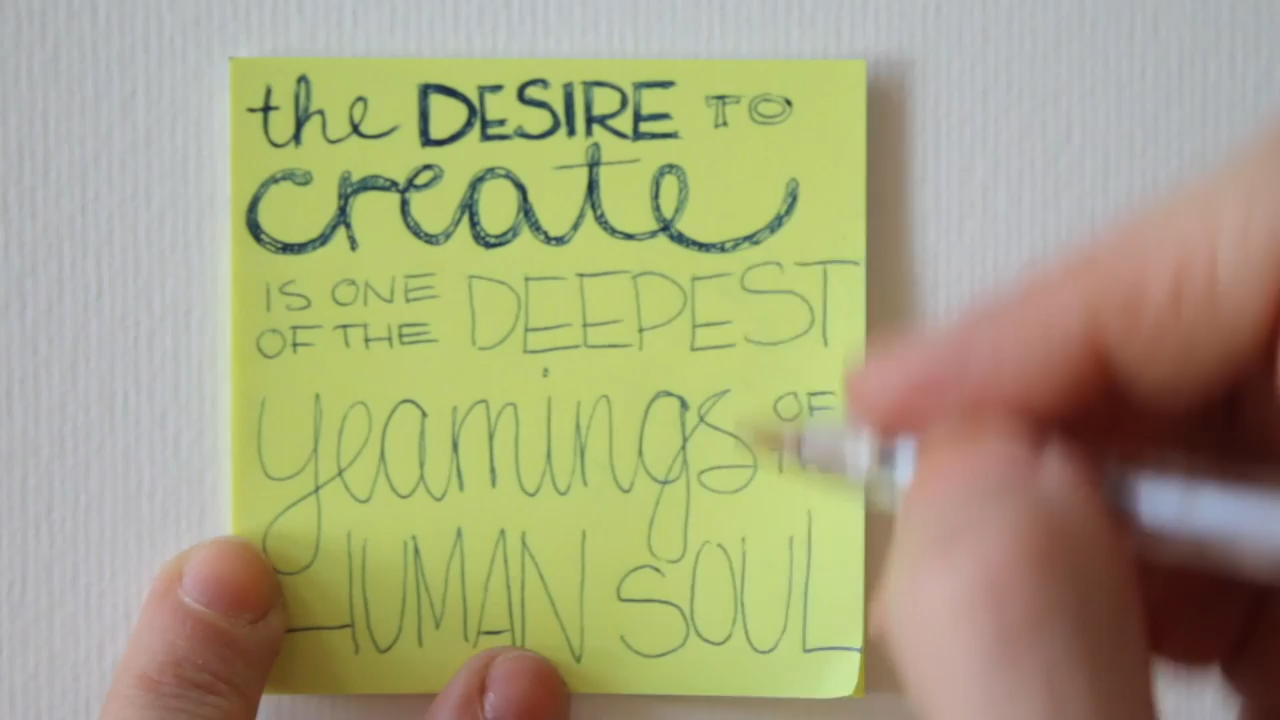 the DESIRE TO
create
IS ONE
OF THE DEEPEST
yearnings OF
HUMAN SOUL